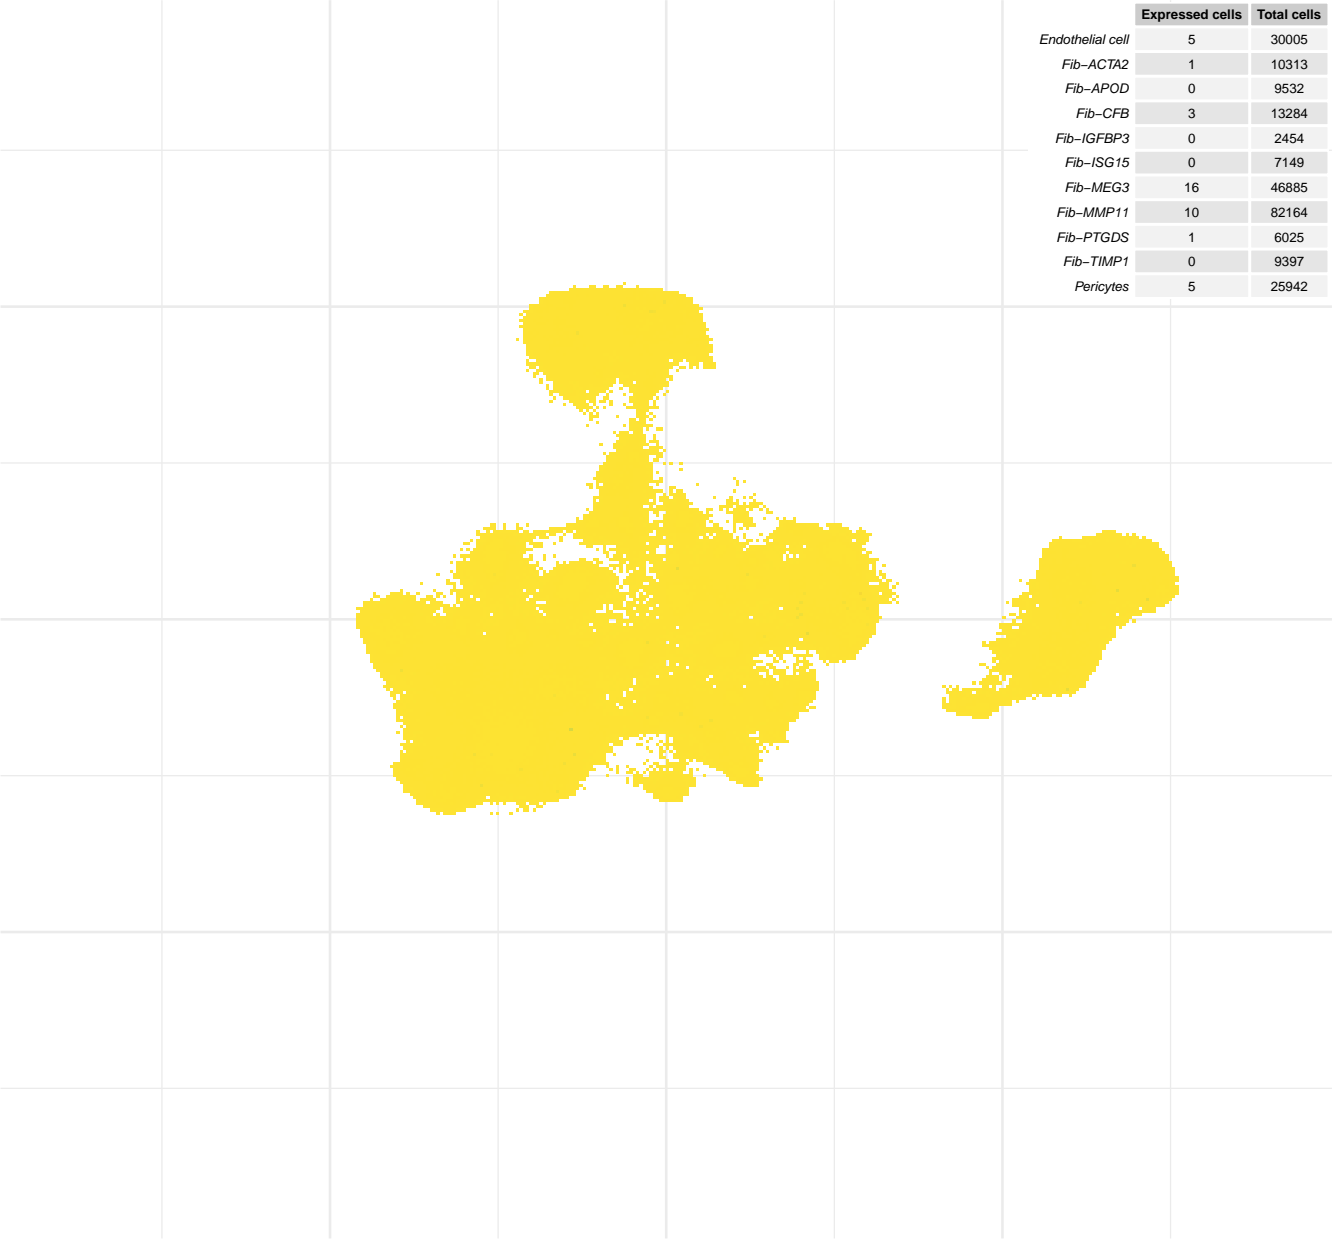 Expressed cells Total cells
Endothelial cell 5 30005
Fib−ACTA2 1 10313
Fib−APOD 0 9532
Fib−CFB 3 13284
Fib−IGFBP3 0 2454
Fib−ISG15 0 7149
Fib−MEG3 16 46885
Fib−MMP11 10 82164
Fib−PTGDS 1 6025
Fib−TIMP1 0 9397
Pericytes 5 25942